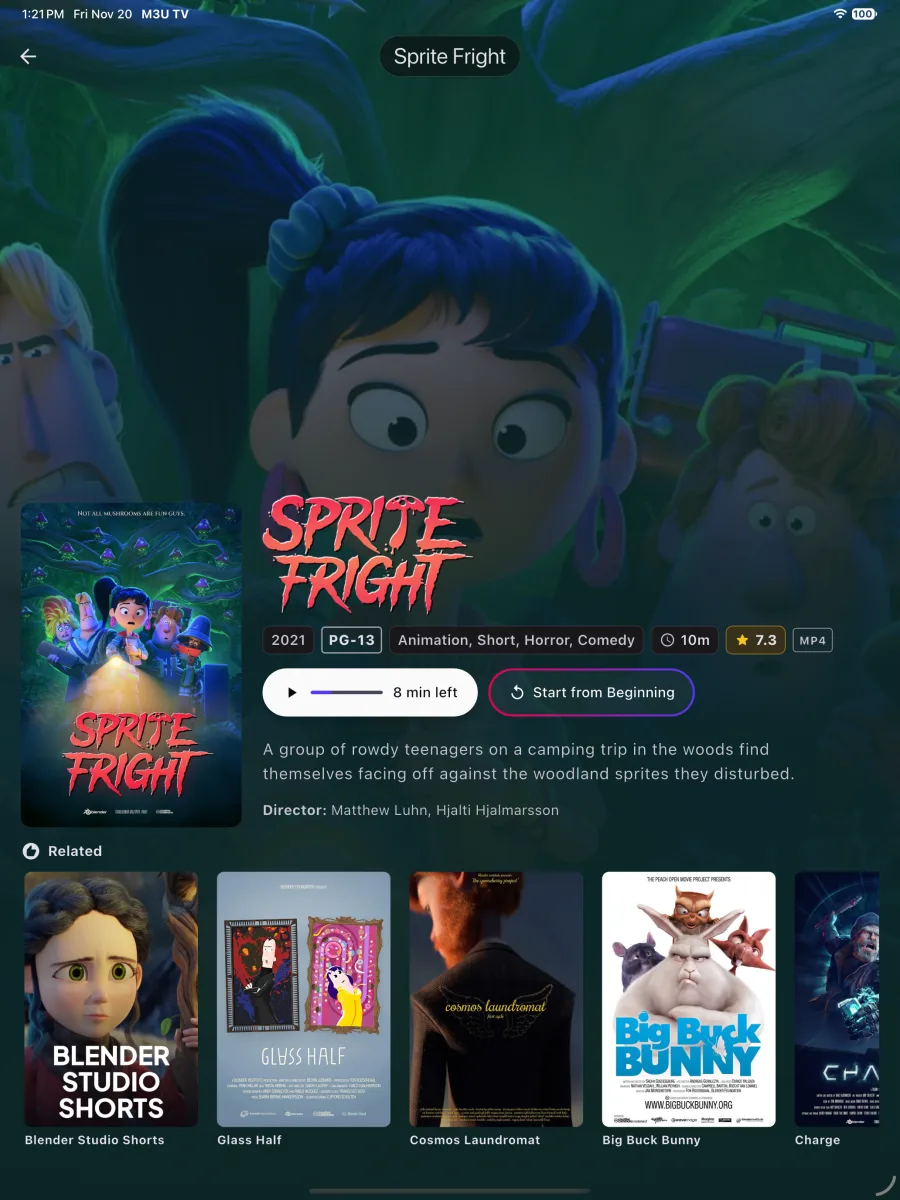 1:21 PM Fri Nov 20 M3U TV
100
Sprite Fright
SPRITE
FRIGHT
NOT ALL MUSHROOMS ARE FUN GUYS.
SPRITE
FRIGHT
blender
2021 PG-13 Animation, Short, Horror, Comedy 10m 7.3 MP4
8 min left Start from Beginning
A group of rowdy teenagers on a camping trip in the woods find
themselves facing off against the woodland sprites they disturbed.
Director: Matthew Luhn, Hjalti Hjalmarsson
Related
BLENDER
STUDIO
SHORTS
Blender Studio Shorts
GLASS HALF
Glass Half
cosmos laundromat
Cosmos Laundromat
THE PEACH OPEN MOVIE PROJECT PRESENTS
Big Buck
BUNNY
WWW.BIGBUCKBUNNY.ORG
Big Buck Bunny
CHA
Charge